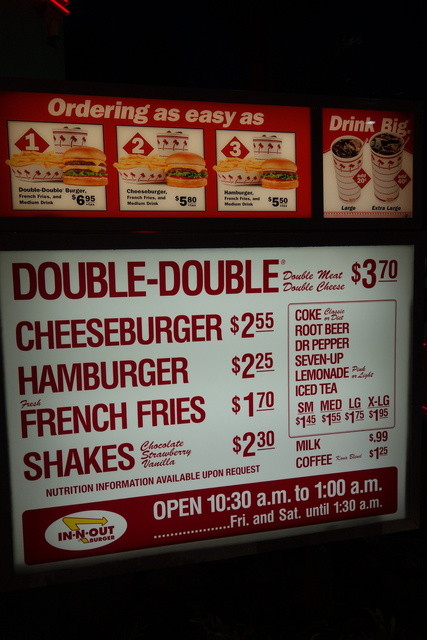 Ordering as easy as
1
Double-Double® Burger,
French Fries, and
Medium Drink
$6.95
2
Cheeseburger,
French Fries, and
Medium Drink
$5.80
3
Hamburger,
French Fries, and
Medium Drink
$5.50
Drink Big.
Large Extra Large
DOUBLE-DOUBLE® Double Meat Double Cheese $3.70
CHEESEBURGER $2.55
HAMBURGER $2.25
Fresh
FRENCH FRIES $1.70
SHAKES Chocolate Strawberry Vanilla $2.30
NUTRITION INFORMATION AVAILABLE UPON REQUEST
COKE Classic or Diet
ROOT BEER
DR PEPPER
SEVEN-UP
LEMONADE Pink or Light
ICED TEA
SM MED LG X-LG
$1.45 $1.55 $1.75 $1.95
MILK $.99
COFFEE Kona Blend $1.25
IN-N-OUT
BURGER
OPEN 10:30 a.m. to 1:00 a.m.
....................Fri. and Sat. until 1:30 a.m.